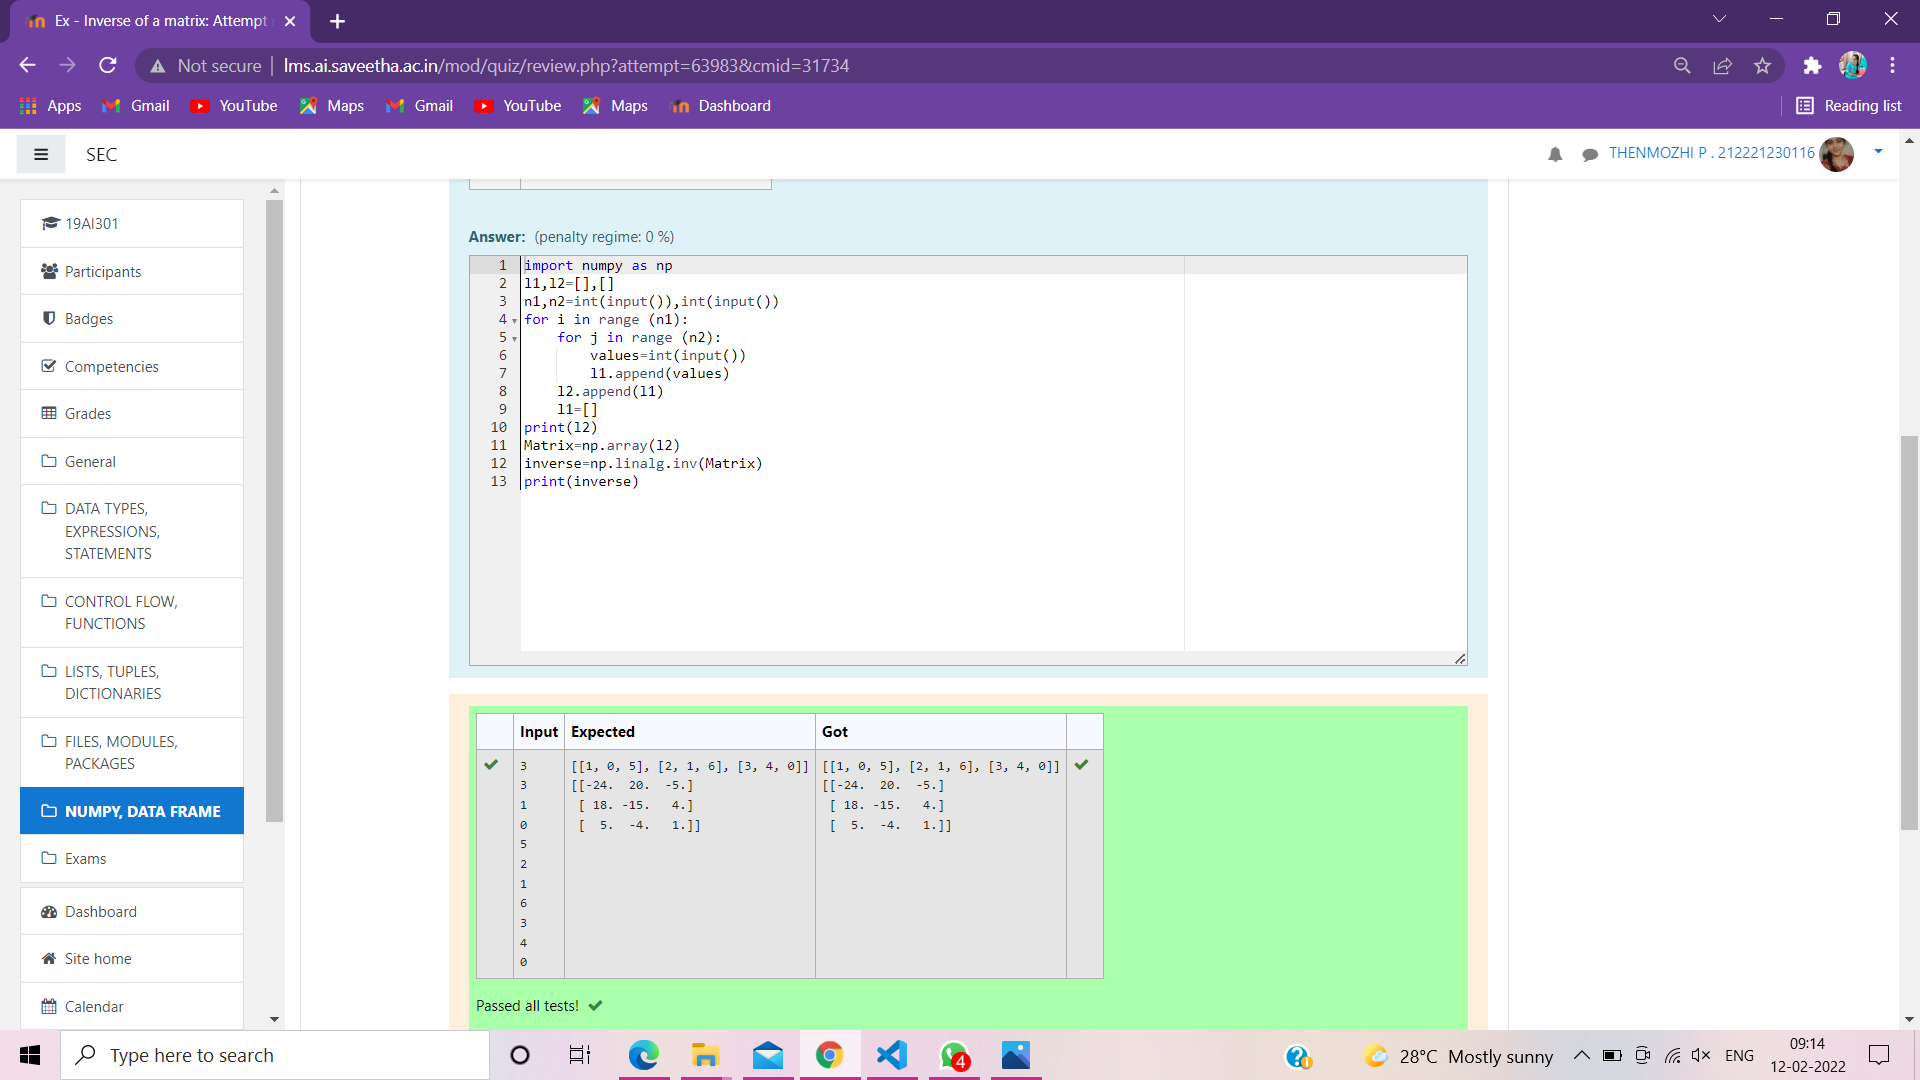 Ex - Inverse of a matrix: Attempt
Not secure | lms.ai.saveetha.ac.in/mod/quiz/review.php?attempt=63983&cmid=31734
Apps Gmail YouTube Maps Gmail YouTube Maps Dashboard Reading list
SEC THENMOZHI P . 212221230116
19AI301
Participants
Badges
Competencies
Grades
General
DATA TYPES,
EXPRESSIONS,
STATEMENTS
CONTROL FLOW,
FUNCTIONS
LISTS, TUPLES,
DICTIONARIES
FILES, MODULES,
PACKAGES
NUMPY, DATA FRAME
Exams
Dashboard
Site home
Calendar
Answer: (penalty regime: 0 %)
1 import numpy as np
2 l1,l2=[],[]
3 n1,n2=int(input()),int(input())
4 for i in range (n1):
5 for j in range (n2):
6 values=int(input())
7 l1.append(values)
8 l2.append(l1)
9 l1=[]
10 print(l2)
11 Matrix=np.array(l2)
12 inverse=np.linalg.inv(Matrix)
13 print(inverse)
Input Expected Got
3 [[1, 0, 5], [2, 1, 6], [3, 4, 0]] [[1, 0, 5], [2, 1, 6], [3, 4, 0]]
3 [[-24. 20. -5.] [[-24. 20. -5.]
1 [ 18. -15. 4.] [ 18. -15. 4.]
0 [ 5. -4. 1.]] [ 5. -4. 1.]]
5
2
1
6
3
4
0
Passed all tests!
Type here to search
4
28°C Mostly sunny
ENG
09:14
12-02-2022